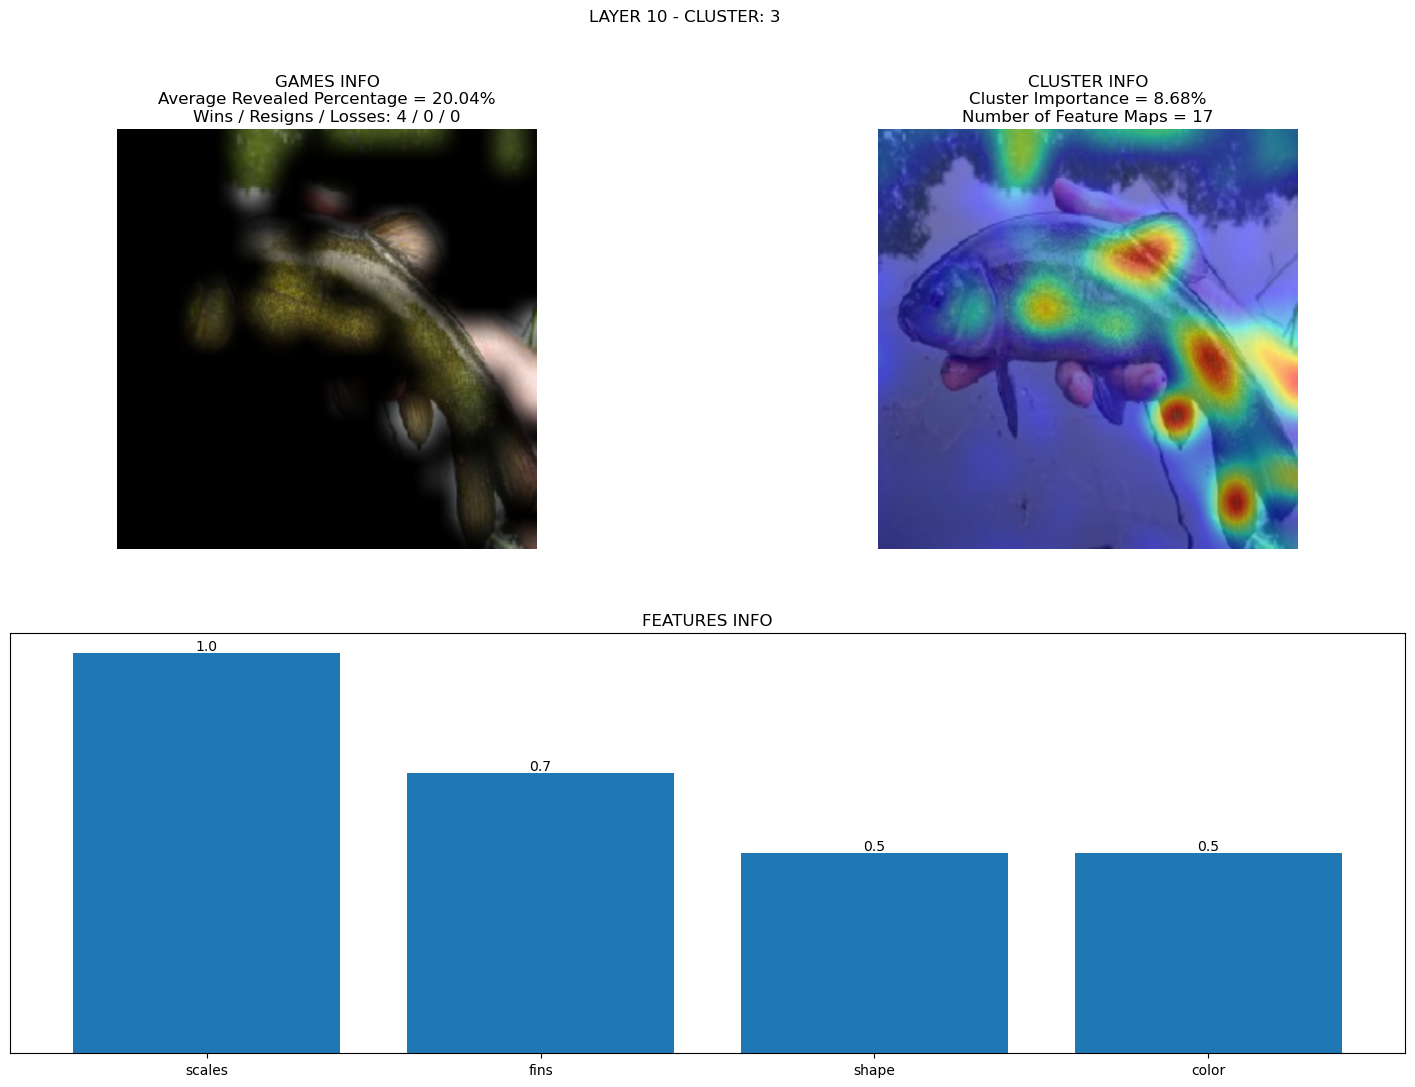 LAYER 10 - CLUSTER: 3
GAMES INFO
Average Revealed Percentage = 20.04%
Wins / Resigns / Losses: 4 / 0 / 0
CLUSTER INFO
Cluster Importance = 8.68%
Number of Feature Maps = 17
FEATURES INFO
1.0
0.7
0.5
0.5
scales
fins
shape
color